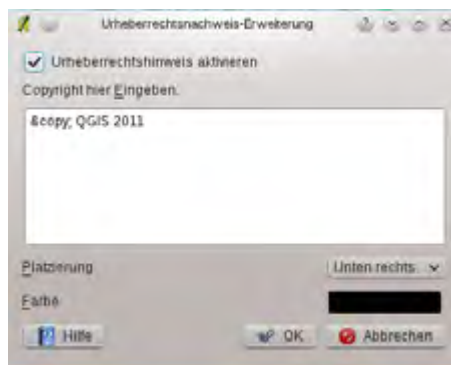 Urheberrechtsnachweis-Erweiterung
Urheberrechtshinweis aktivieren
Copyright hier Eingeben.
&copy; QGIS 2011
Platzierung Unten rechts
Farbe
Hilfe OK Abbrechen